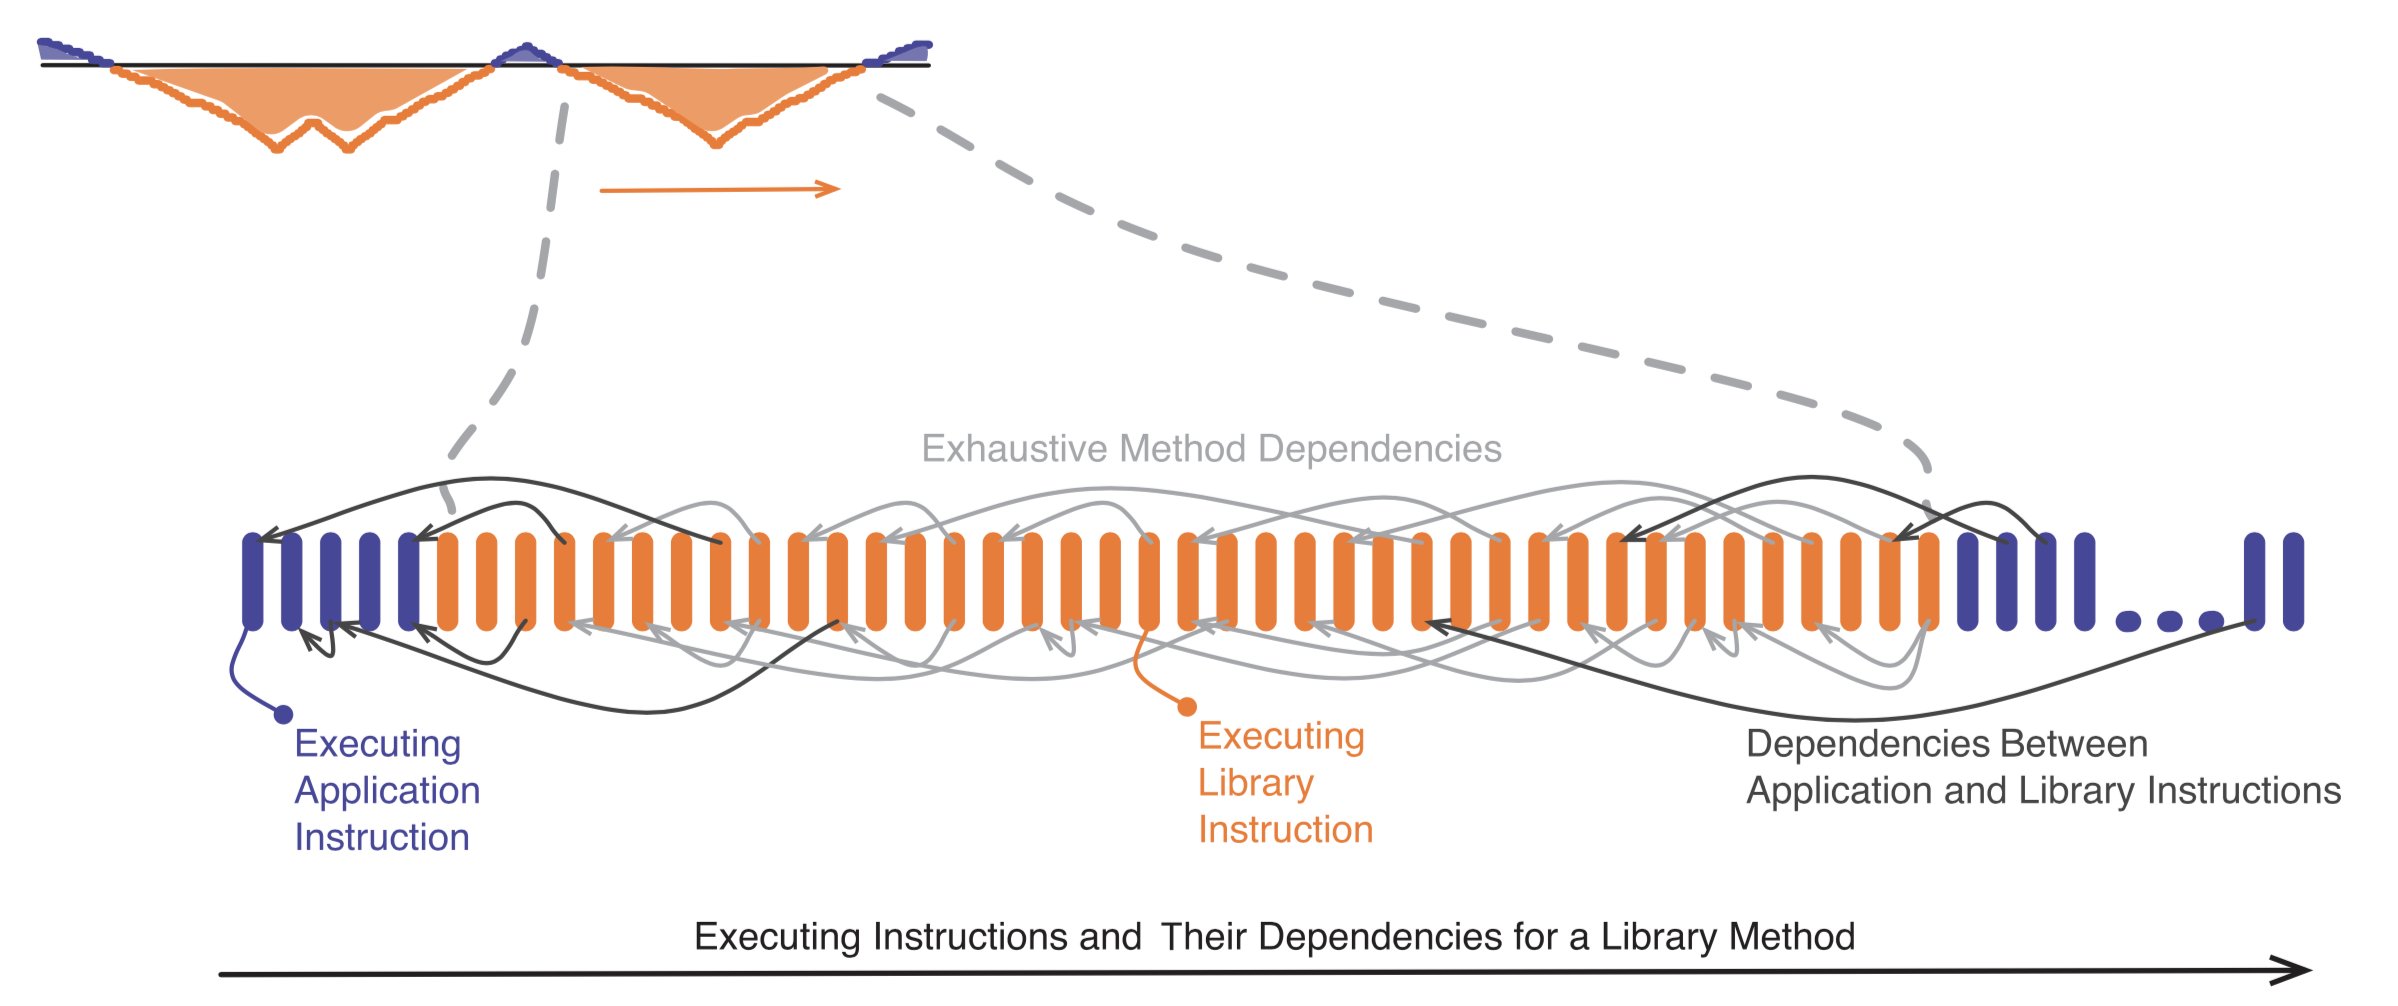 Exhaustive Method Dependencies
Executing
Application
Instruction
Executing
Library
Instruction
Dependencies Between
Application and Library Instructions
Executing Instructions and Their Dependencies for a Library Method